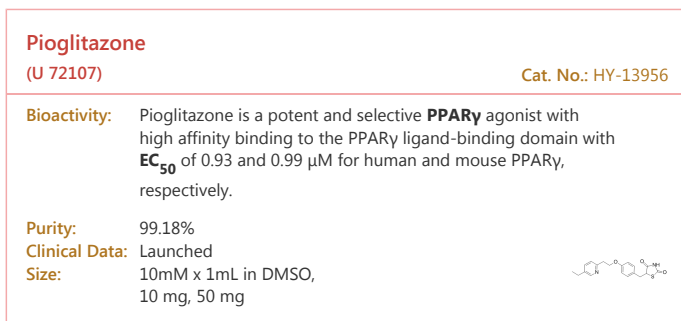 Pioglitazone
(U 72107) Cat. No.: HY-13956
Bioactivity: Pioglitazone is a potent and selective PPARγ agonist with
high affinity binding to the PPARγ ligand-binding domain with
EC50 of 0.93 and 0.99 μM for human and mouse PPARγ,
respectively.
Purity: 99.18%
Clinical Data: Launched
Size: 10mM x 1mL in DMSO,
10 mg, 50 mg
O NH
O N S O